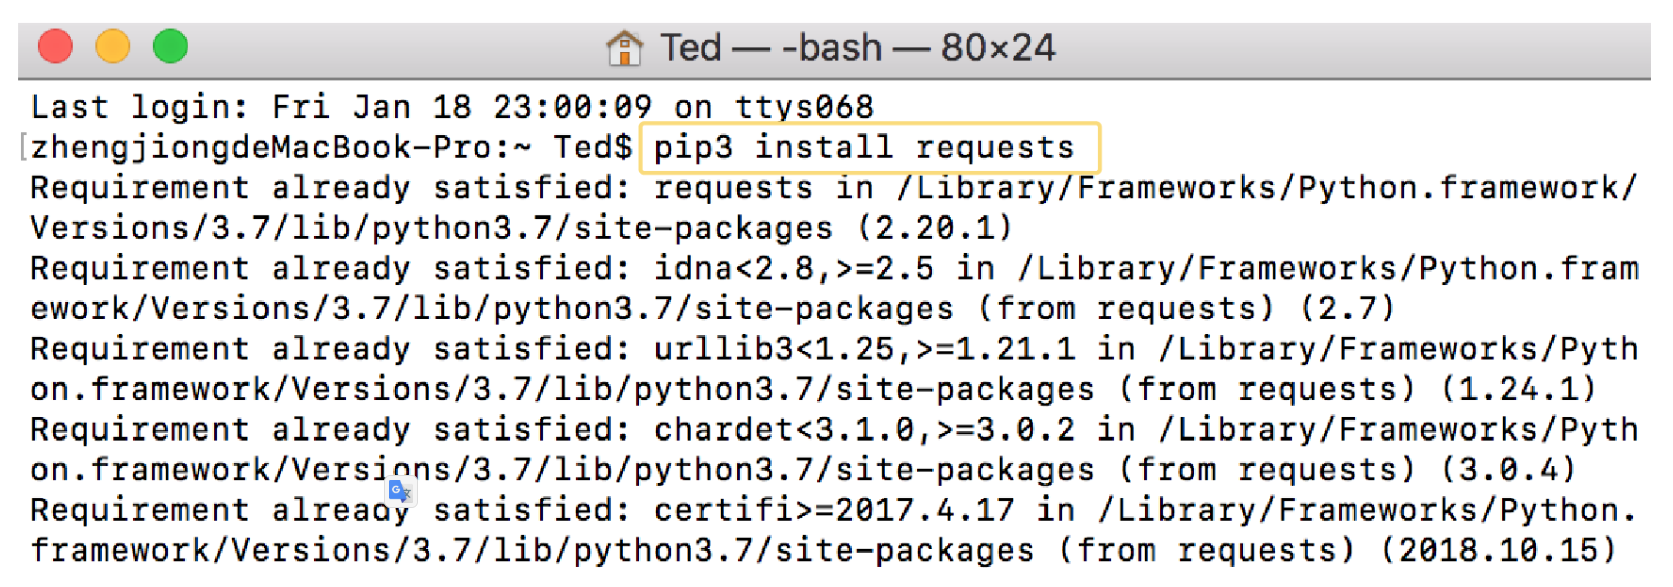 Ted — -bash — 80×24
Last login: Fri Jan 18 23:00:09 on ttys068
[zhengjiongdeMacBook-Pro:~ Ted$ pip3 install requests
Requirement already satisfied: requests in /Library/Frameworks/Python.framework/
Versions/3.7/lib/python3.7/site-packages (2.20.1)
Requirement already satisfied: idna<2.8,>=2.5 in /Library/Frameworks/Python.fram
ework/Versions/3.7/lib/python3.7/site-packages (from requests) (2.7)
Requirement already satisfied: urllib3<1.25,>=1.21.1 in /Library/Frameworks/Pyth
on.framework/Versions/3.7/lib/python3.7/site-packages (from requests) (1.24.1)
Requirement already satisfied: chardet<3.1.0,>=3.0.2 in /Library/Frameworks/Pyth
on.framework/Versions/3.7/lib/python3.7/site-packages (from requests) (3.0.4)
Requirement already satisfied: certifi>=2017.4.17 in /Library/Frameworks/Python.
framework/Versions/3.7/lib/python3.7/site-packages (from requests) (2018.10.15)